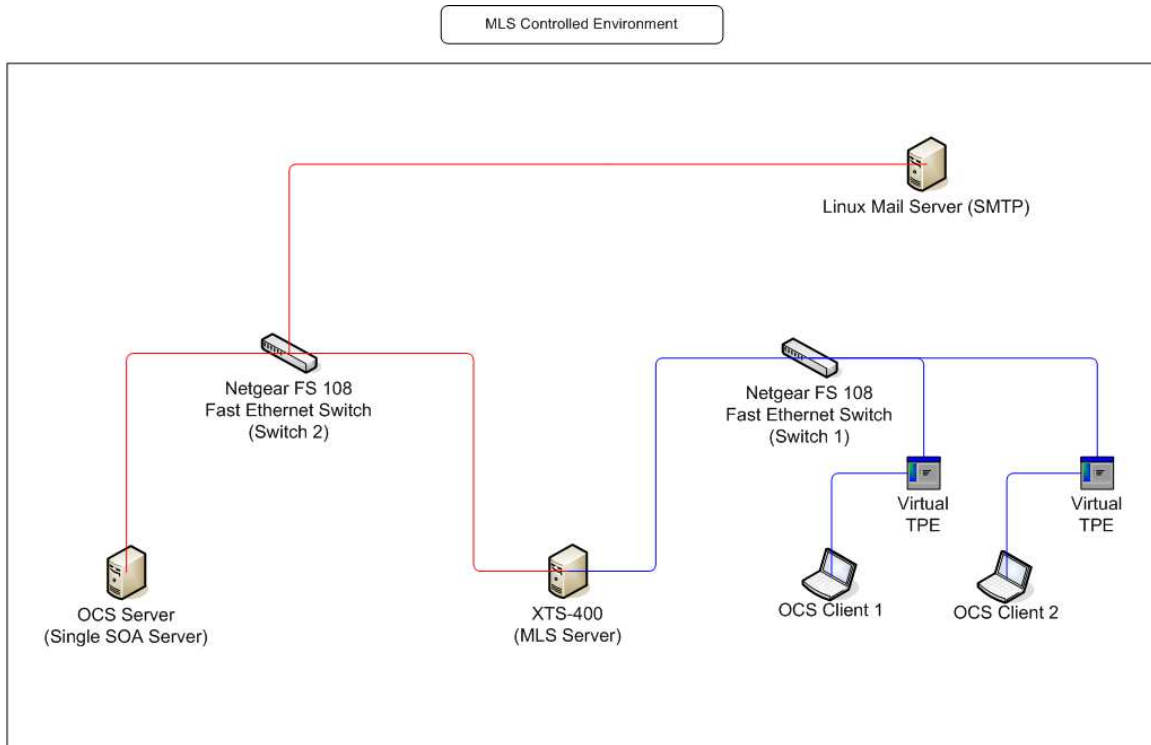 MLS Controlled Environment
Linux Mail Server (SMTP)
Netgear FS 108
Fast Ethernet Switch
(Switch 2)
Netgear FS 108
Fast Ethernet Switch
(Switch 1)
Virtual
TPE
Virtual
TPE
OCS Server
(Single SOA Server)
XTS-400
(MLS Server)
OCS Client 1
OCS Client 2